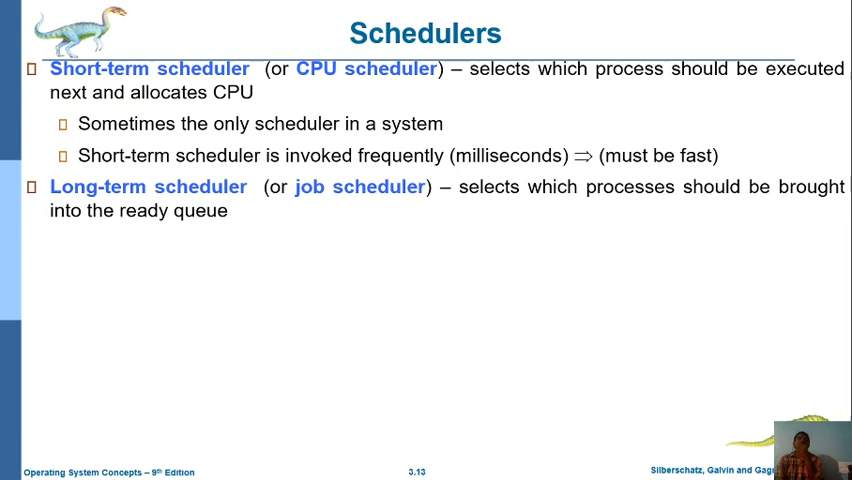 Schedulers
Short-term scheduler (or CPU scheduler) – selects which process should be executed
next and allocates CPU
Sometimes the only scheduler in a system
Short-term scheduler is invoked frequently (milliseconds) ⇒ (must be fast)
Long-term scheduler (or job scheduler) – selects which processes should be brought
into the ready queue
Operating System Concepts – 9th Edition
3.13
Silberschatz, Galvin and